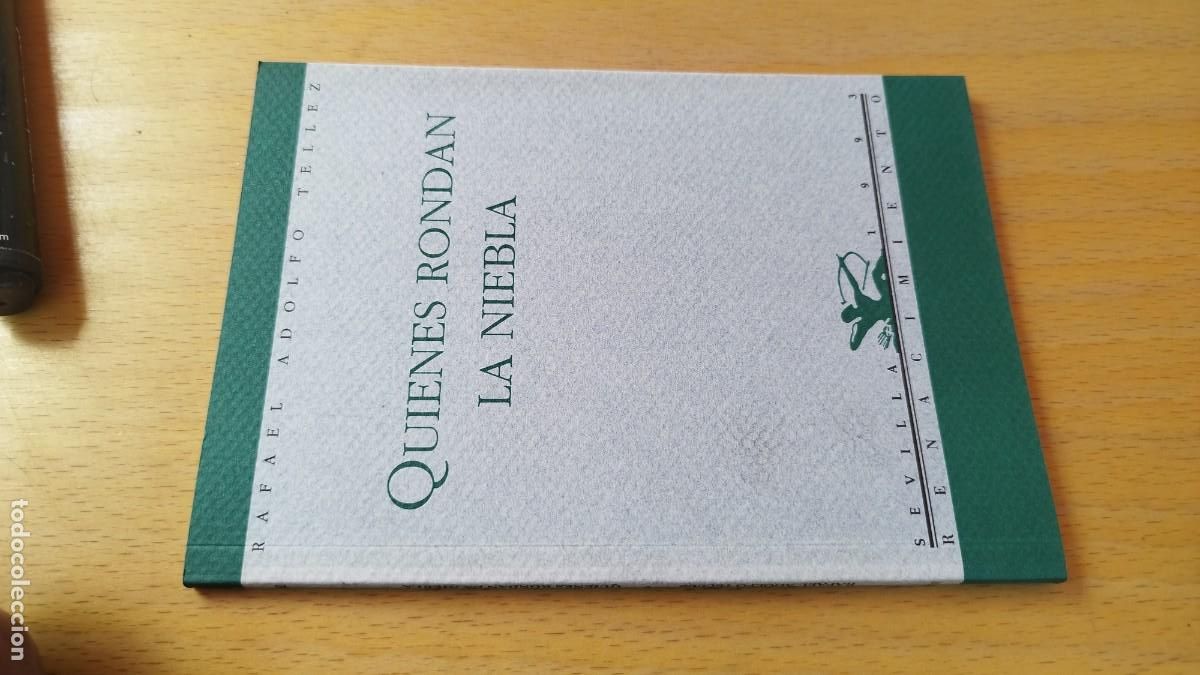 RAFAEL ADOLFO TELLEZ
QUIENES RONDAN
LA NIEBLA
SEVILLA 1993
RENACIMIENTO
todocoleccion